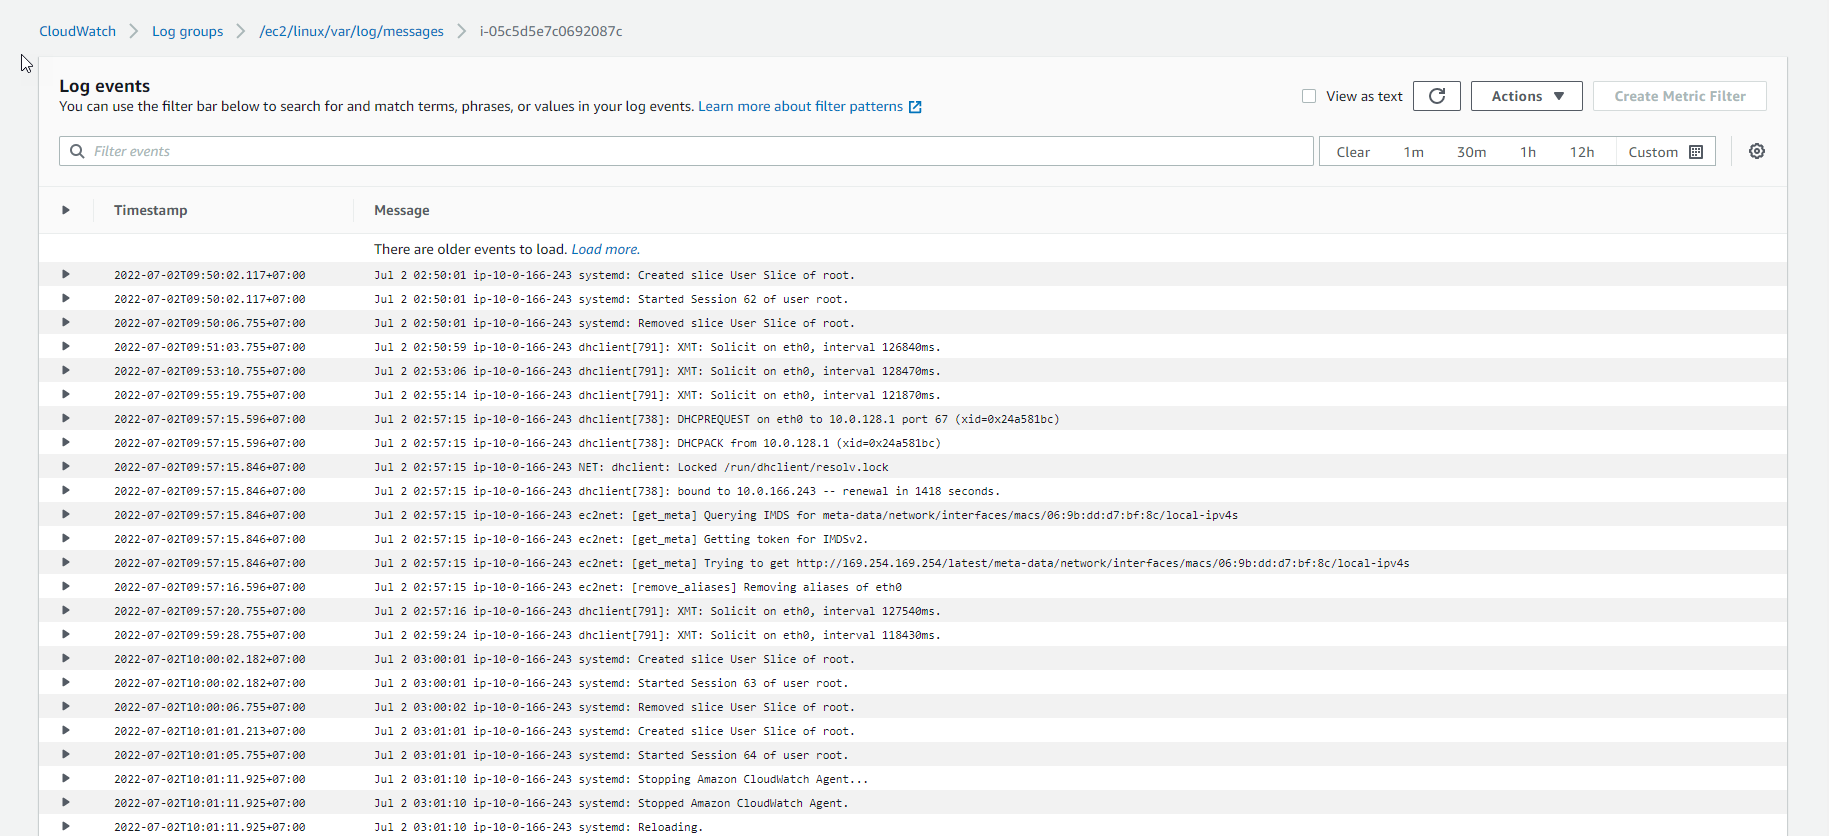 CloudWatch > Log groups > /ec2/linux/var/log/messages > i-05c5d5e7c0692087c
Log events
You can use the filter bar below to search for and match terms, phrases, or values in your log events. Learn more about filter patterns
View as text Actions Create Metric Filter
Filter events Clear 1m 30m 1h 12h Custom
Timestamp Message
There are older events to load. Load more.
2022-07-02T09:50:02.117+07:00 Jul 2 02:50:01 ip-10-0-166-243 systemd: Created slice User Slice of root.
2022-07-02T09:50:02.117+07:00 Jul 2 02:50:01 ip-10-0-166-243 systemd: Started Session 62 of user root.
2022-07-02T09:50:06.755+07:00 Jul 2 02:50:01 ip-10-0-166-243 systemd: Removed slice User Slice of root.
2022-07-02T09:51:03.755+07:00 Jul 2 02:50:59 ip-10-0-166-243 dhclient[791]: XMT: Solicit on eth0, interval 126840ms.
2022-07-02T09:53:10.755+07:00 Jul 2 02:53:06 ip-10-0-166-243 dhclient[791]: XMT: Solicit on eth0, interval 128470ms.
2022-07-02T09:55:19.755+07:00 Jul 2 02:55:14 ip-10-0-166-243 dhclient[791]: XMT: Solicit on eth0, interval 121870ms.
2022-07-02T09:57:15.596+07:00 Jul 2 02:57:15 ip-10-0-166-243 dhclient[738]: DHCPREQUEST on eth0 to 10.0.128.1 port 67 (xid=0x24a581bc)
2022-07-02T09:57:15.596+07:00 Jul 2 02:57:15 ip-10-0-166-243 dhclient[738]: DHCPACK from 10.0.128.1 (xid=0x24a581bc)
2022-07-02T09:57:15.846+07:00 Jul 2 02:57:15 ip-10-0-166-243 NET: dhclient: Locked /run/dhclient/resolv.lock
2022-07-02T09:57:15.846+07:00 Jul 2 02:57:15 ip-10-0-166-243 dhclient[738]: bound to 10.0.166.243 -- renewal in 1418 seconds.
2022-07-02T09:57:15.846+07:00 Jul 2 02:57:15 ip-10-0-166-243 ec2net: [get_meta] Querying IMDS for meta-data/network/interfaces/macs/06:9b:dd:d7:bf:8c/local-ipv4s
2022-07-02T09:57:15.846+07:00 Jul 2 02:57:15 ip-10-0-166-243 ec2net: [get_meta] Getting token for IMDSv2.
2022-07-02T09:57:15.846+07:00 Jul 2 02:57:15 ip-10-0-166-243 ec2net: [get_meta] Trying to get http://169.254.169.254/latest/meta-data/network/interfaces/macs/06:9b:dd:d7:bf:8c/local-ipv4s
2022-07-02T09:57:16.596+07:00 Jul 2 02:57:15 ip-10-0-166-243 ec2net: [remove_aliases] Removing aliases of eth0
2022-07-02T09:57:20.755+07:00 Jul 2 02:57:16 ip-10-0-166-243 dhclient[791]: XMT: Solicit on eth0, interval 127540ms.
2022-07-02T09:59:28.755+07:00 Jul 2 02:59:24 ip-10-0-166-243 dhclient[791]: XMT: Solicit on eth0, interval 118430ms.
2022-07-02T10:00:02.182+07:00 Jul 2 03:00:01 ip-10-0-166-243 systemd: Created slice User Slice of root.
2022-07-02T10:00:02.182+07:00 Jul 2 03:00:01 ip-10-0-166-243 systemd: Started Session 63 of user root.
2022-07-02T10:00:06.755+07:00 Jul 2 03:00:02 ip-10-0-166-243 systemd: Removed slice User Slice of root.
2022-07-02T10:01:01.213+07:00 Jul 2 03:01:01 ip-10-0-166-243 systemd: Created slice User Slice of root.
2022-07-02T10:01:05.755+07:00 Jul 2 03:01:01 ip-10-0-166-243 systemd: Started Session 64 of user root.
2022-07-02T10:01:11.925+07:00 Jul 2 03:01:10 ip-10-0-166-243 systemd: Stopping Amazon CloudWatch Agent...
2022-07-02T10:01:11.925+07:00 Jul 2 03:01:10 ip-10-0-166-243 systemd: Stopped Amazon CloudWatch Agent.
2022-07-02T10:01:11.925+07:00 Jul 2 03:01:10 ip-10-0-166-243 systemd: Reloading.